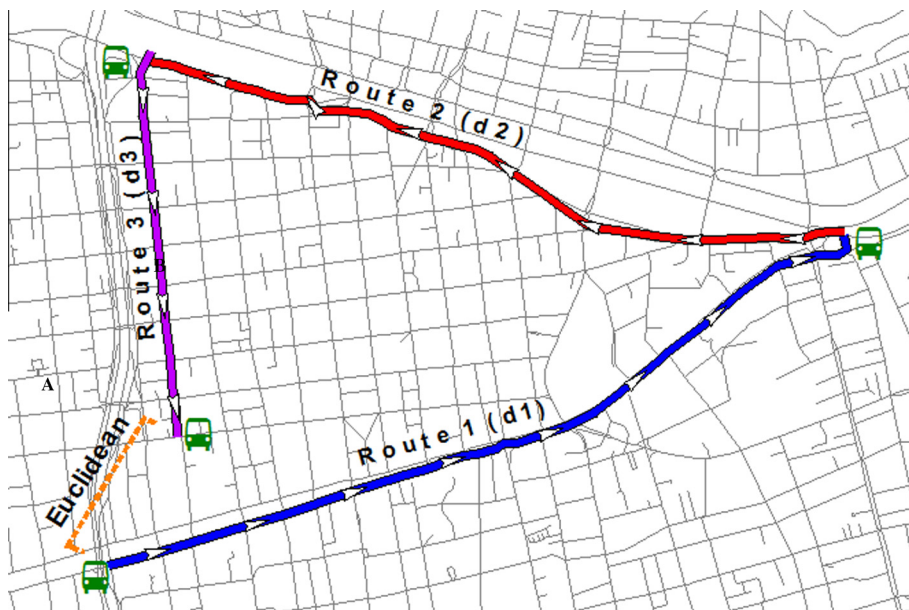 Route 2 (d2)
Route 3 (d3)
A
Route 1 (d1)
Euclidean